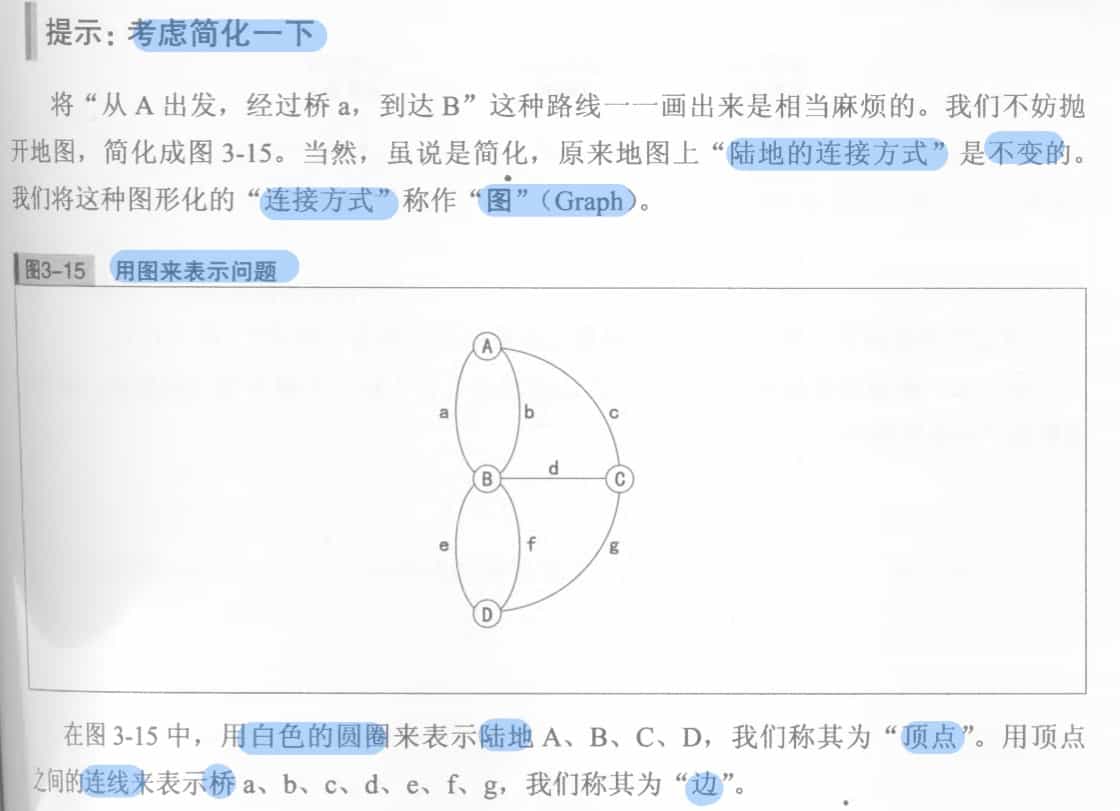 提示：考虑简化一下
将“从 A 出发，经过桥 a，到达 B”这种路线一一画出来是相当麻烦的。我们不妨抛
开地图，简化成图 3-15。当然，虽说是简化，原来地图上“陆地的连接方式”是不变的。
我们将这种图形化的“连接方式”称作“图”（Graph）。
图3-15 用图来表示问题
A
a
b
c
B
d
C
e
f
g
D
在图 3-15 中，用白色的圆圈来表示陆地 A、B、C、D，我们称其为“顶点”。用顶点
之间的连线来表示桥 a、b、c、d、e、f、g，我们称其为“边”。